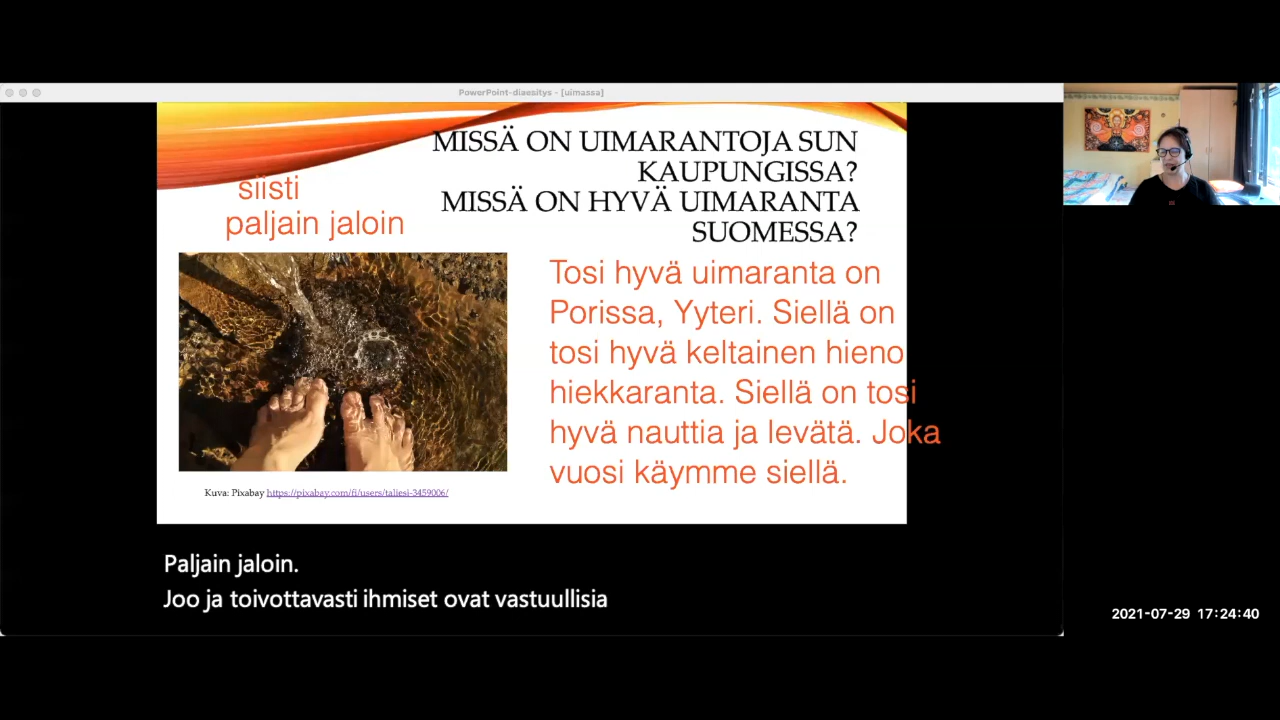 PowerPoint-diaesitys - [uimassa]
MISSÄ ON UIMARANTOJA SUN
KAUPUNGISSA?
MISSÄ ON HYVÄ UIMARANTA
SUOMESSA?
siisti
paljain jaloin
Tosi hyvä uimaranta on
Porissa, Yyteri. Siellä on
tosi hyvä keltainen hieno
hiekkaranta. Siellä on tosi
hyvä nauttia ja levätä. Joka
vuosi käymme siellä.
Kuva: Pixabay https://pixabay.com/fi/users/taliesi-3459006/
Paljain jaloin.
Joo ja toivottavasti ihmiset ovat vastuullisia
2021-07-29 17:24:40